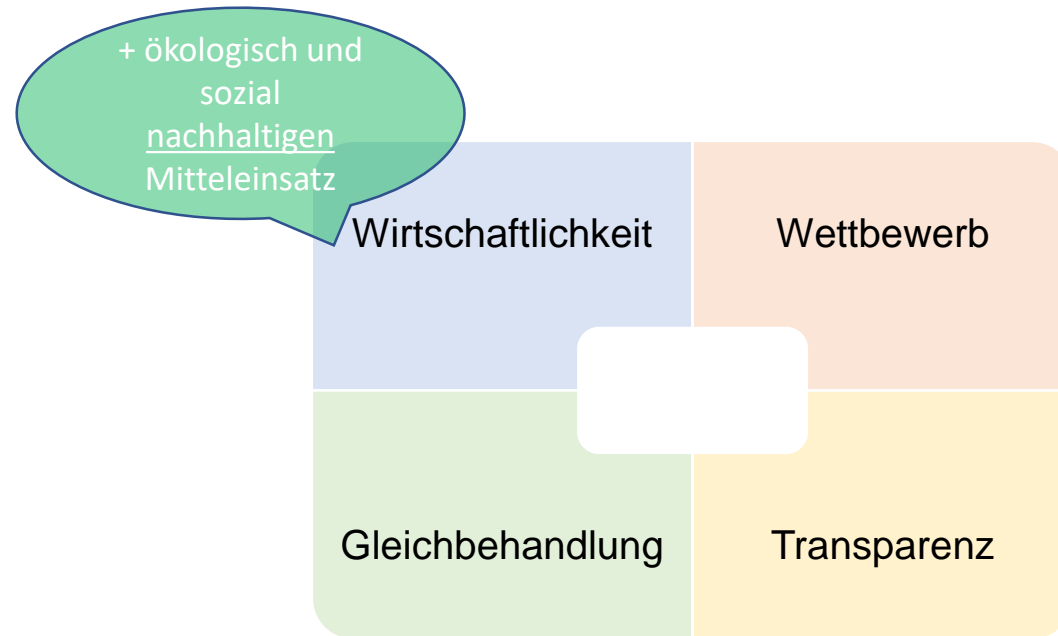 + ökologisch und
sozial
nachhaltigen
Mitteleinsatz
Wirtschaftlichkeit
Wettbewerb
Gleichbehandlung
Transparenz